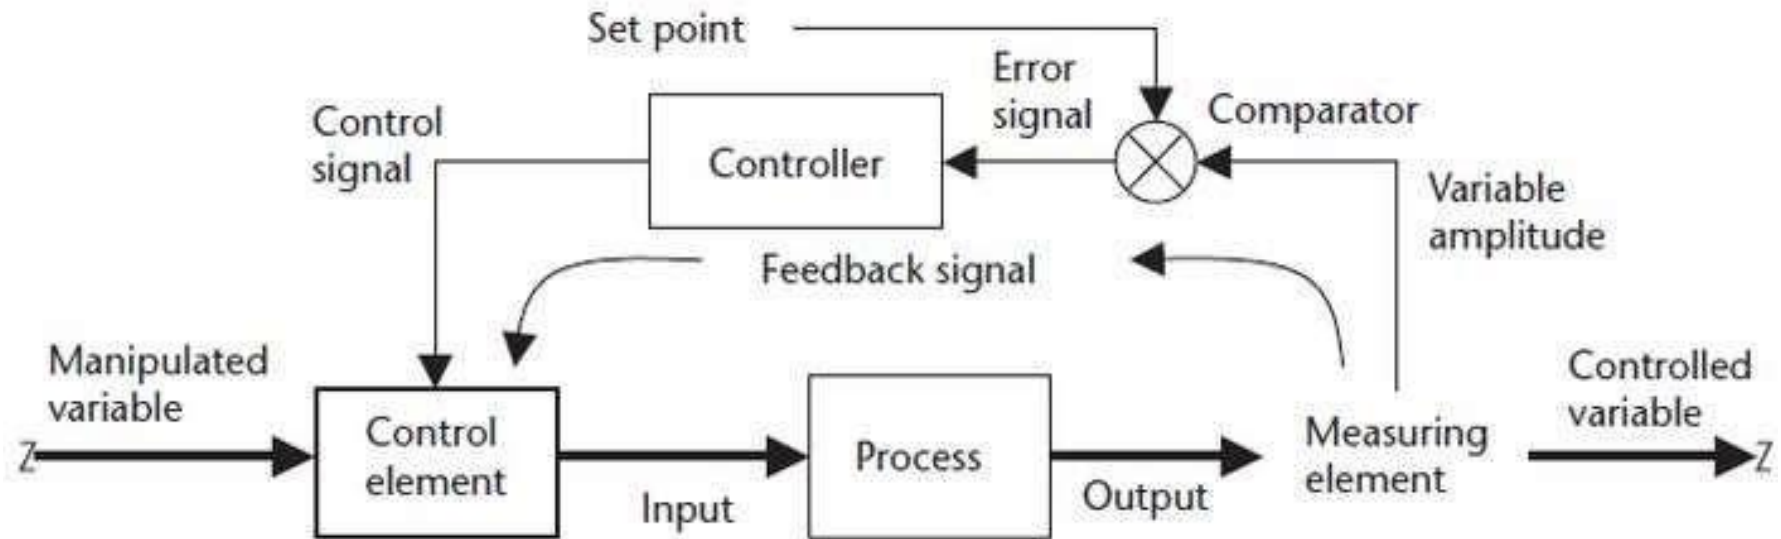 Set point
Error
signal
Comparator
Control
signal
Controller
Variable
amplitude
Feedback signal
Manipulated
variable
Controlled
variable
Z
Control
element
Input
Process
Output
Measuring
element
Z